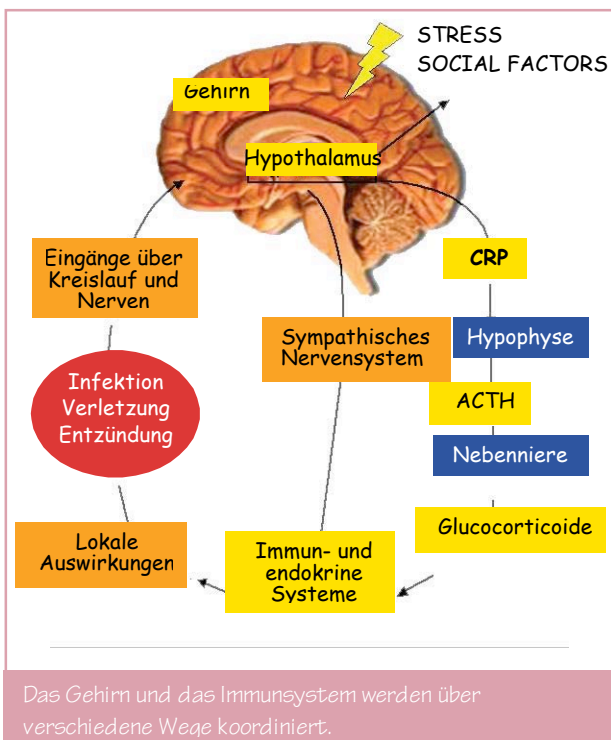 STRESS
SOCIAL FACTORS
Gehirn
Hypothalamus
Eingänge über
Kreislauf und
Nerven
CRP
Sympathisches
Nervensystem
Hypophyse
Infektion
Verletzung
Entzündung
ACTH
Nebenniere
Glucocorticoide
Lokale
Auswirkungen
Immun- und
endokrine
Systeme
Das Gehirn und das Immunsystem werden über
verschiedene Wege koordiniert.